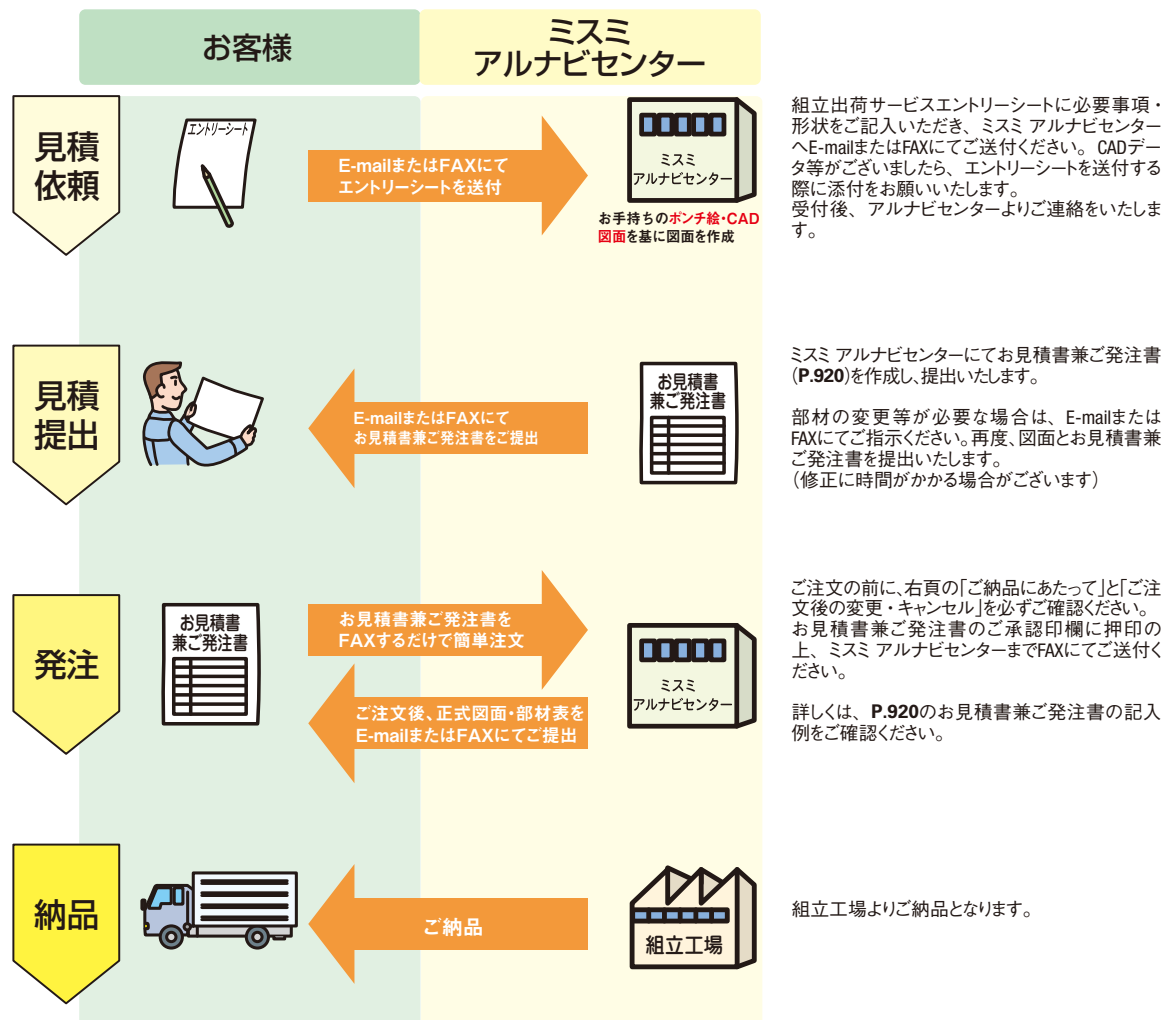 お客様
ミスミ
アルナビセンター
見積
依頼
エントリーシート
E-mailまたはFAXにて
エントリーシートを送付
ミスミ
アルナビセンター
お手持ちのポンチ絵・CAD
図面を基に図面を作成
組立出荷サービスエントリーシートに必要事項・
形状をご記入いただき、ミスミ アルナビセンター
へE-mailまたはFAXにてご送付ください。CADデー
タ等がございましたら、エントリーシートを送付する
際に添付をお願いいたします。
受付後、アルナビセンターよりご連絡をいたしま
す。
見積
提出
E-mailまたはFAXにて
お見積書兼ご発注書をご提出
お見積書
兼ご発注書
ミスミ アルナビセンターにてお見積書兼ご発注書
(P.920)を作成し、提出いたします。
部材の変更等が必要な場合は、E-mailまたは
FAXにてご指示ください。再度、図面とお見積書兼
ご発注書を提出いたします。
（修正に時間がかかる場合がございます）
発注
お見積書
兼ご発注書
お見積書兼ご発注書を
FAXするだけで簡単注文
ご注文後、正式図面・部材表を
E-mailまたはFAXにてご提出
ミスミ
アルナビセンター
ご注文の前に、右頁の「ご納品にあたって」と「ご注
文後の変更・キャンセル」を必ずご確認ください。
お見積書兼ご発注書のご承認印欄に押印の
上、ミスミ アルナビセンターまでFAXにてご送付く
ださい。
詳しくは、P.920のお見積書兼ご発注書の記入
例をご確認ください。
納品
ご納品
組立工場
組立工場よりご納品となります。